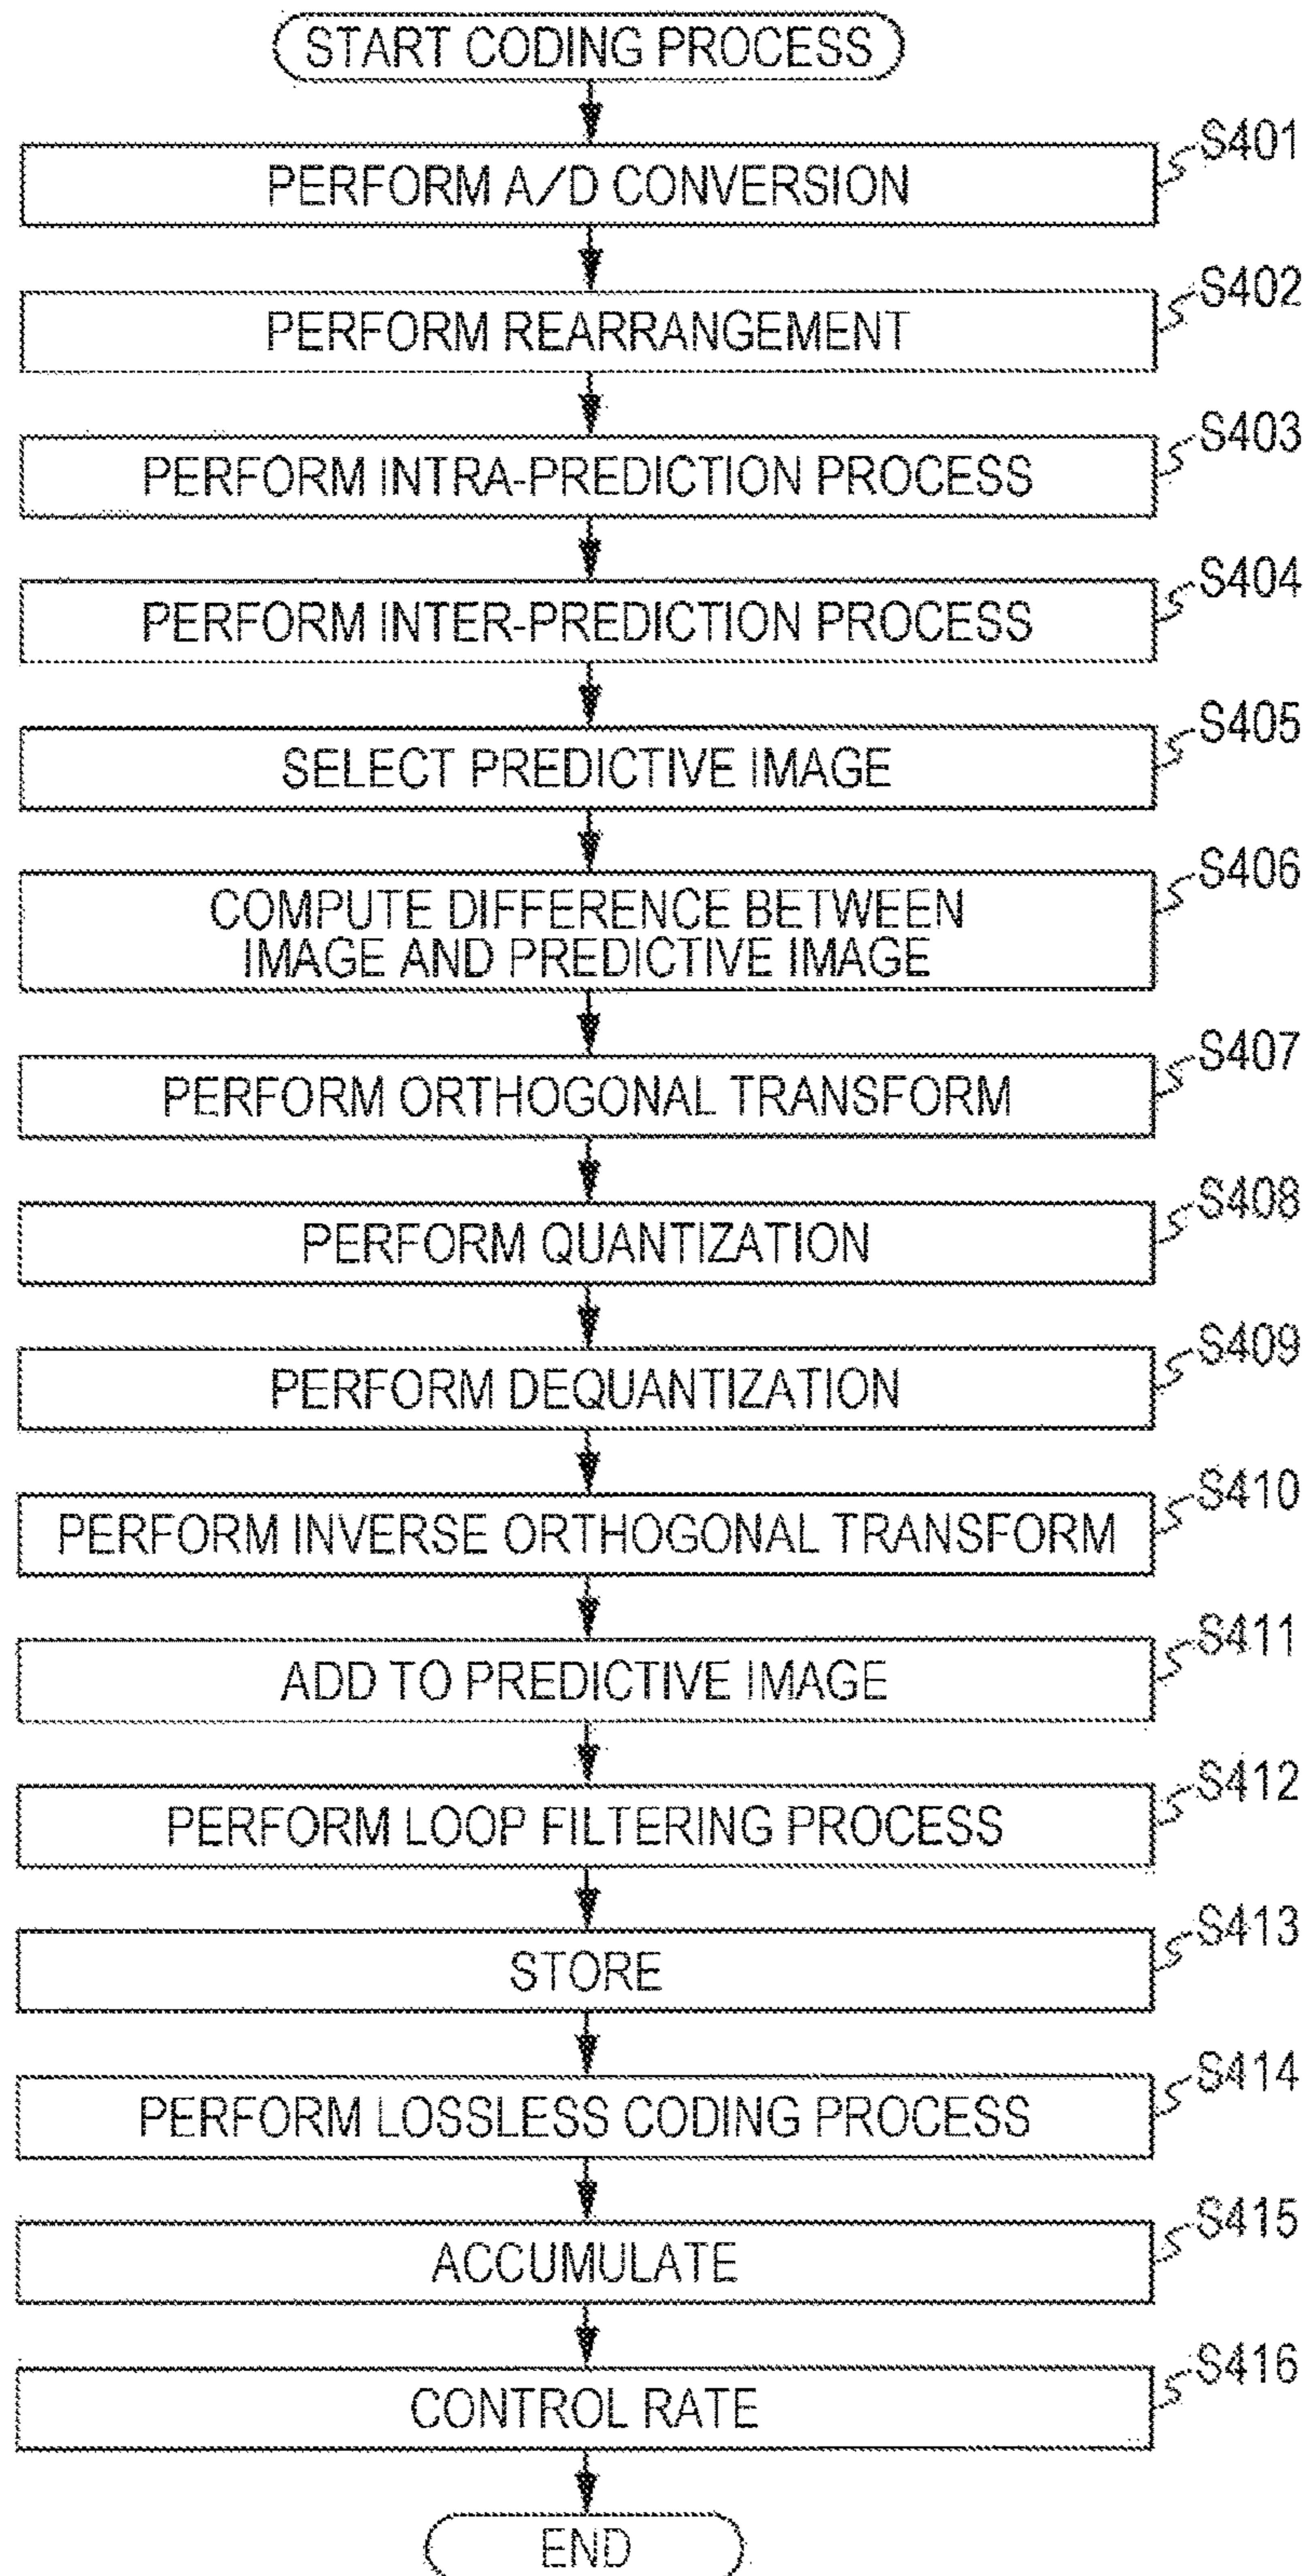 START CODING PROCESS
S401
PERFORM A/D CONVERSION
S402
PERFORM REARRANGEMENT
S403
PERFORM INTRA-PREDICTION PROCESS
S404
PERFORM INTER-PREDICTION PROCESS
S405
SELECT PREDICTIVE IMAGE
S406
COMPUTE DIFFERENCE BETWEEN
IMAGE AND PREDICTIVE IMAGE
S407
PERFORM ORTHOGONAL TRANSFORM
S408
PERFORM QUANTIZATION
S409
PERFORM DEQUANTIZATION
S410
PERFORM INVERSE ORTHOGONAL TRANSFORM
S411
ADD TO PREDICTIVE IMAGE
S412
PERFORM LOOP FILTERING PROCESS
S413
STORE
S414
PERFORM LOSSLESS CODING PROCESS
S415
ACCUMULATE
S416
CONTROL RATE
END